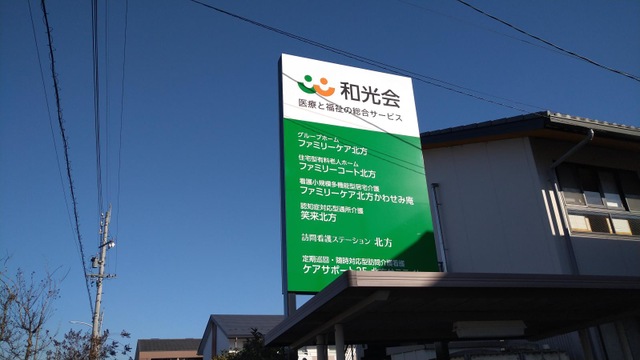 和光会
医療と福祉の総合サービス
グループホーム
ファミリーケア北方
住宅型有料老人ホーム
ファミリーコート北方
看護小規模多機能型居宅介護
ファミリーケア北方かわせみ庵
認知症対応型通所介護
笑来北方
訪問看護ステーション 北方
定期巡回・随時対応型訪問介護看護
ケアサポート25